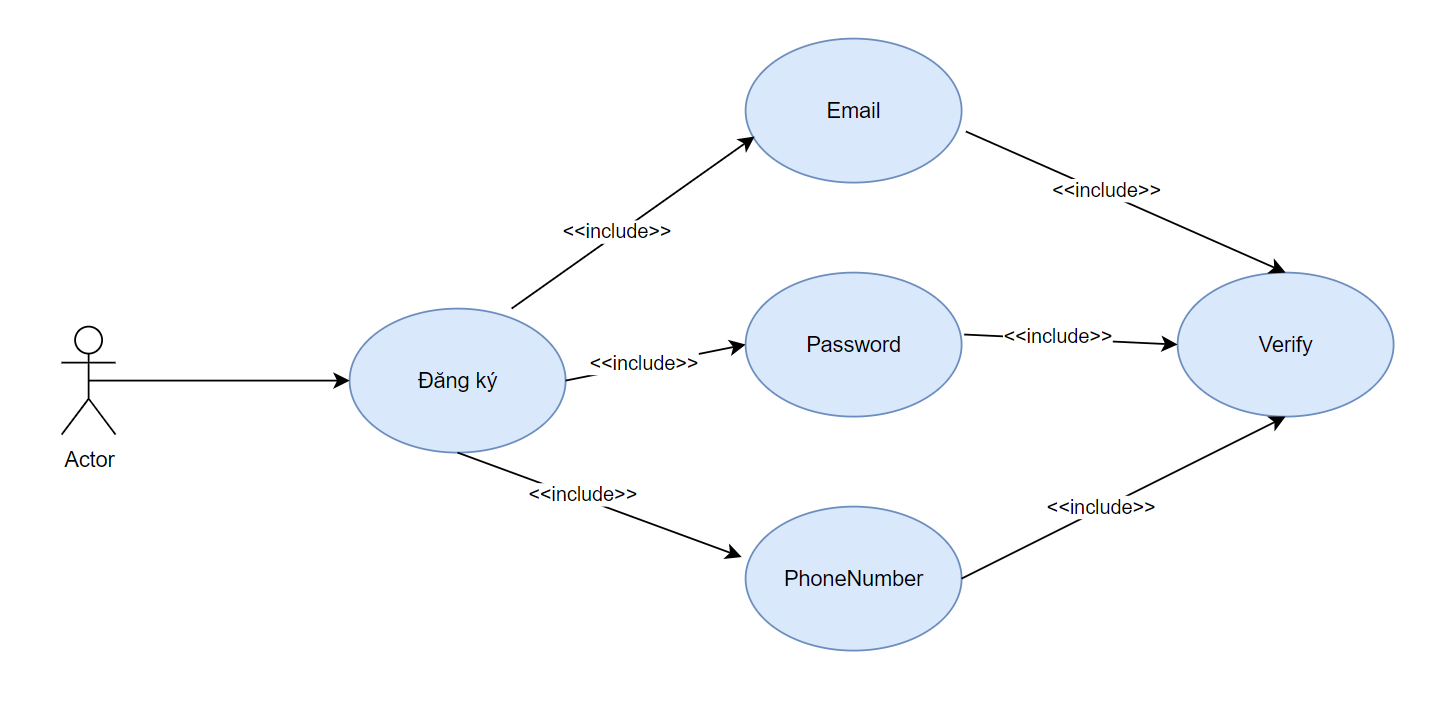 Email
<<include>>
<<include>>
Đăng ký
<<include>>
Password
<<include>>
Verify
Actor
<<include>>
<<include>>
PhoneNumber